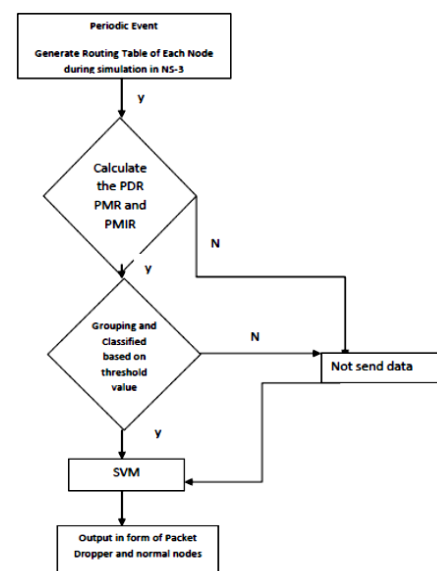 Periodic Event
Generate Routing Table of Each Node
during simulation in NS-3
y
Calculate
the PDR
PMR and
PMIR
N
y
Grouping and
Classified
based on
threshold
value
N
Not send data
y
SVM
Output in form of Packet
Dropper and normal nodes